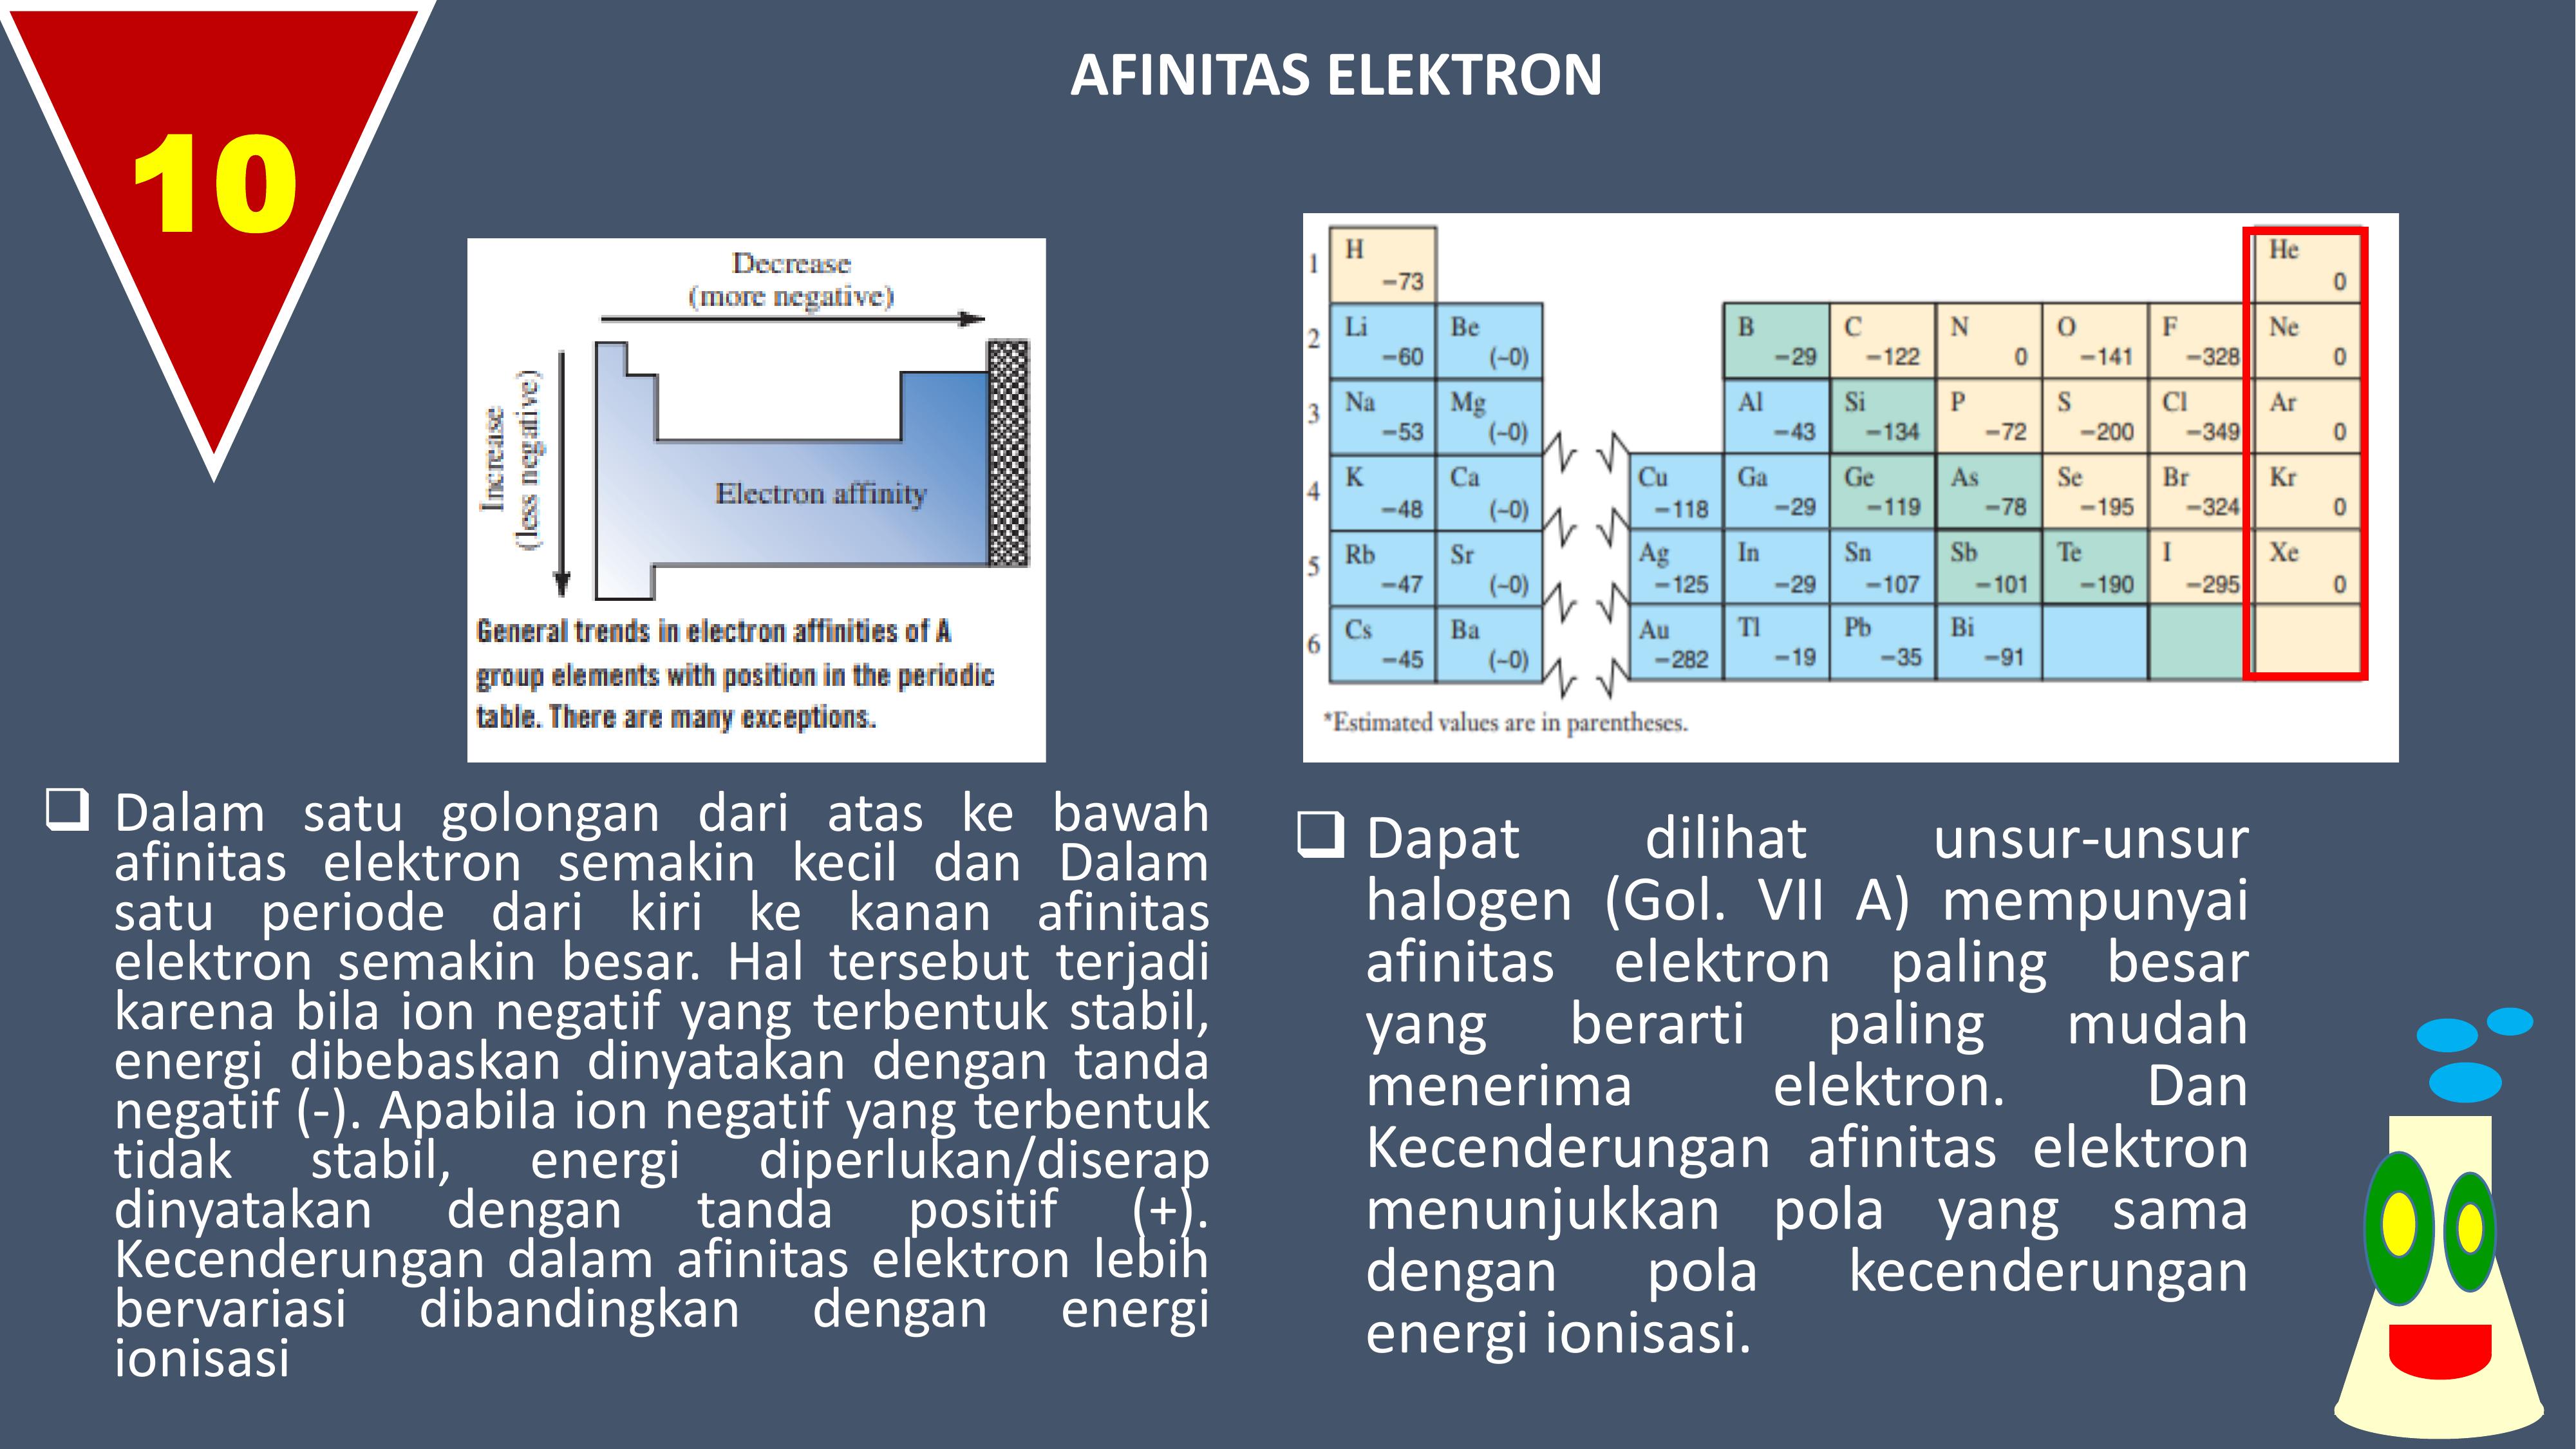 10
AFINITAS ELEKTRON
Decrease
(more negative)
Increase
(less negative)
Electron affinity
General trends in electron affinities of A
group elements with position in the periodic
table. There are many exceptions.
1 H −73 He 0
2 Li −60 Be (~0) B −29 C −122 N 0 O −141 F −328 Ne 0
3 Na −53 Mg (~0) Al −43 Si −134 P −72 S −200 Cl −349 Ar 0
4 K −48 Ca (~0) Cu −118 Ga −29 Ge −119 As −78 Se −195 Br −324 Kr 0
5 Rb −47 Sr (~0) Ag −125 In −29 Sn −107 Sb −101 Te −190 I −295 Xe 0
6 Cs −45 Ba (~0) Au −282 Tl −19 Pb −35 Bi −91
*Estimated values are in parentheses.
❑ Dalam satu golongan dari atas ke bawah
afinitas elektron semakin kecil dan Dalam
satu periode dari kiri ke kanan afinitas
elektron semakin besar. Hal tersebut terjadi
karena bila ion negatif yang terbentuk stabil,
energi dibebaskan dinyatakan dengan tanda
negatif (-). Apabila ion negatif yang terbentuk
tidak stabil, energi diperlukan/diserap
dinyatakan dengan tanda positif (+).
Kecenderungan dalam afinitas elektron lebih
bervariasi dibandingkan dengan energi
ionisasi
❑ Dapat dilihat unsur-unsur
halogen (Gol. VII A) mempunyai
afinitas elektron paling besar
yang berarti paling mudah
menerima elektron. Dan
Kecenderungan afinitas elektron
menunjukkan pola yang sama
dengan pola kecenderungan
energi ionisasi.